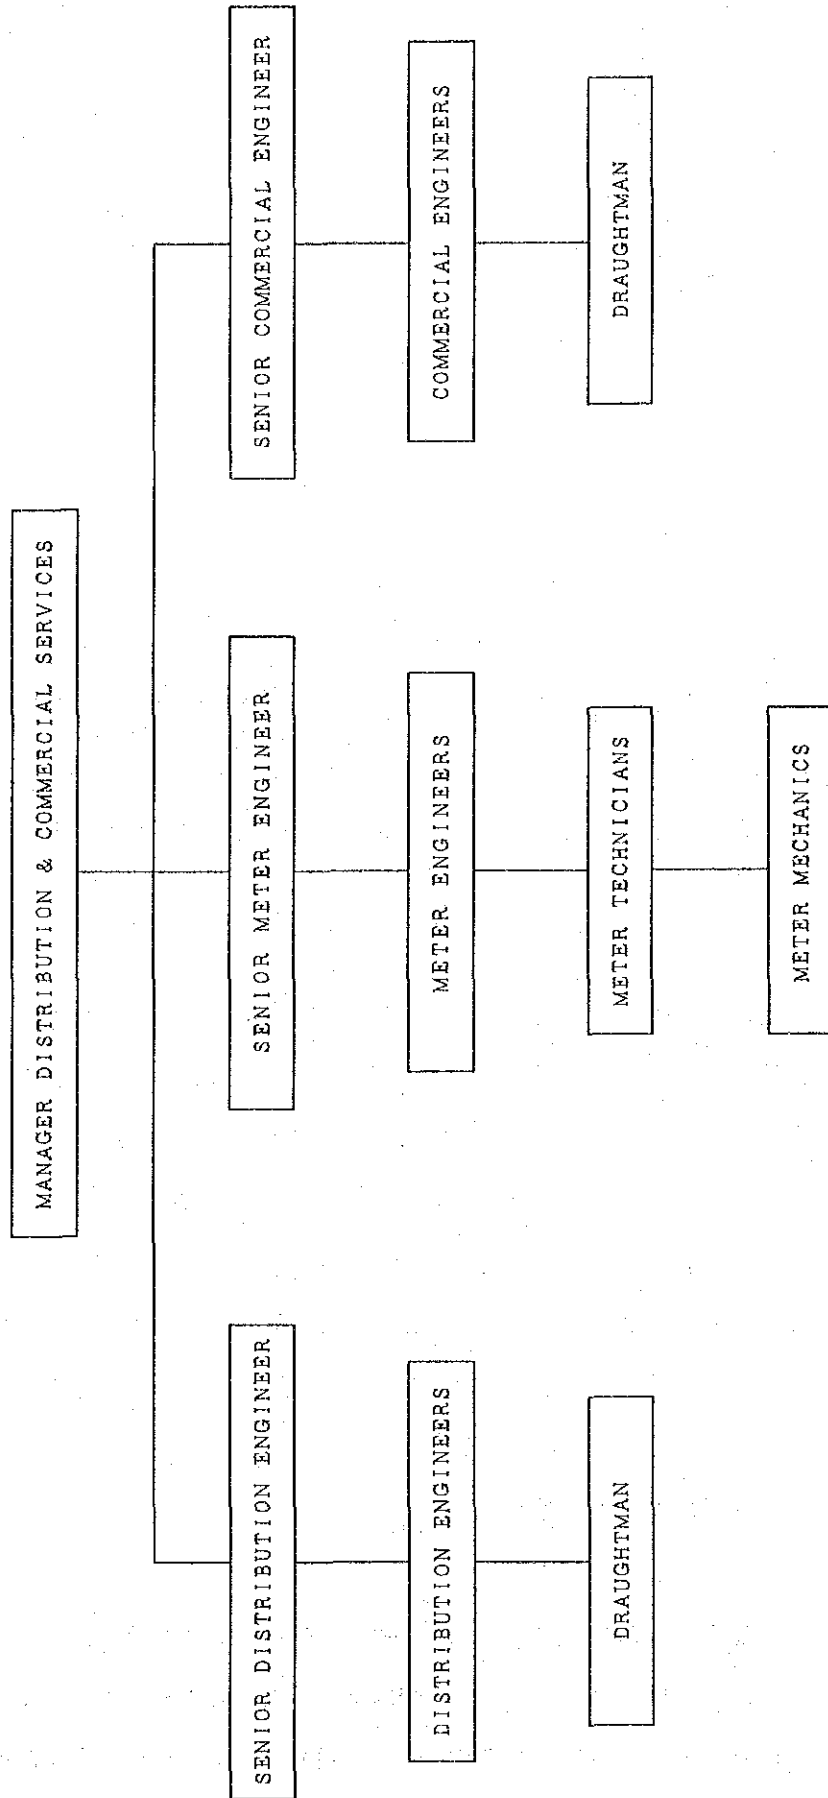 MANAGER DISTRIBUTION & COMMERCIAL SERVICES
SENIOR DISTRIBUTION ENGINEER
SENIOR METER ENGINEER
SENIOR COMMERCIAL ENGINEER
DISTRIBUTION ENGINEERS
METER ENGINEERS
COMMERCIAL ENGINEERS
DRAUGHTMAN
METER TECHNICIANS
DRAUGHTMAN
METER MECHANICS